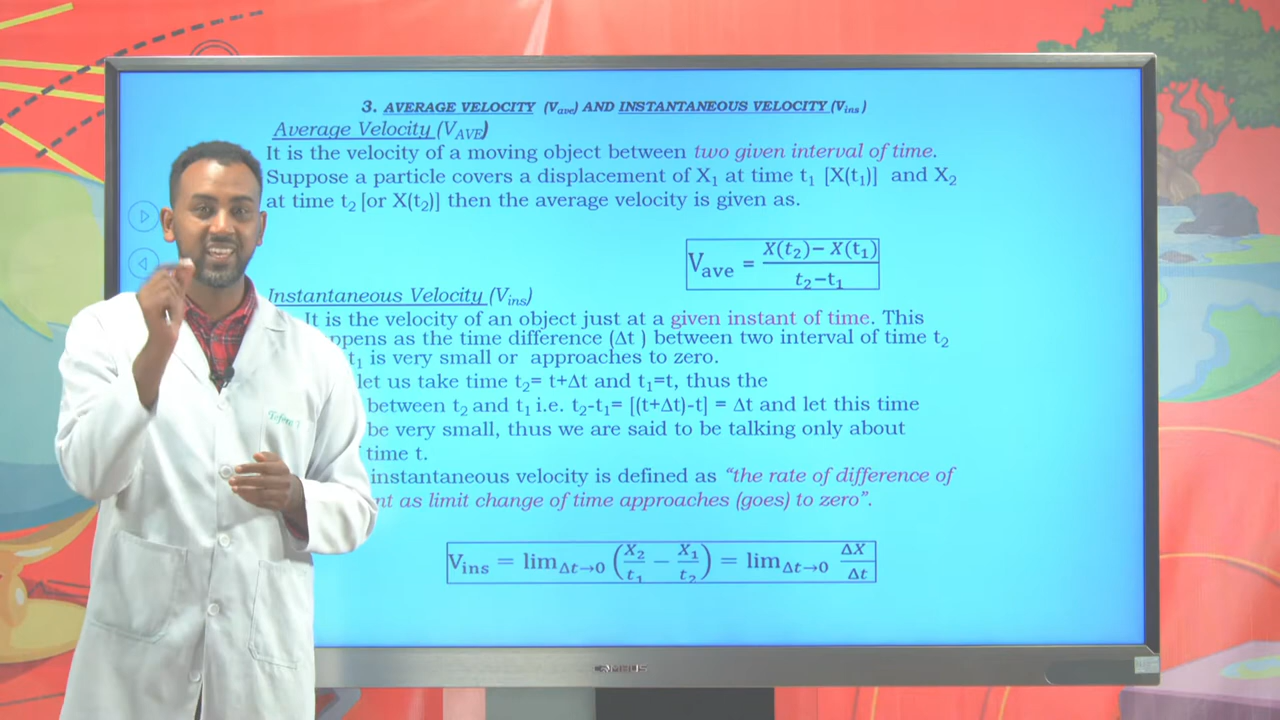 3. AVERAGE VELOCITY (Vave) AND INSTANTANEOUS VELOCITY (Vins)
Average Velocity (VAVE)
It is the velocity of a moving object between two given interval of time.
Suppose a particle covers a displacement of X₁ at time t₁ [X(t₁)] and X₂
at time t₂ [or X(t₂)] then the average velocity is given as.
Vave = X(t₂)− X(t₁) / t₂−t₁
Instantaneous Velocity (Vins)
It is the velocity of an object just at a given instant of time. This
ppens as the time difference (Δt ) between two interval of time t₂
t₁ is very small or approaches to zero.
let us take time t₂= t+Δt and t₁=t, thus the
between t₂ and t₁ i.e. t₂-t₁= [(t+Δt)-t] = Δt and let this time
be very small, thus we are said to be talking only about
time t.
instantaneous velocity is defined as “the rate of difference of
nt as limit change of time approaches (goes) to zero”.
Vins = lim Δt→0 (X₂/t₁ − X₁/t₂) = lim Δt→0 ΔX/Δt